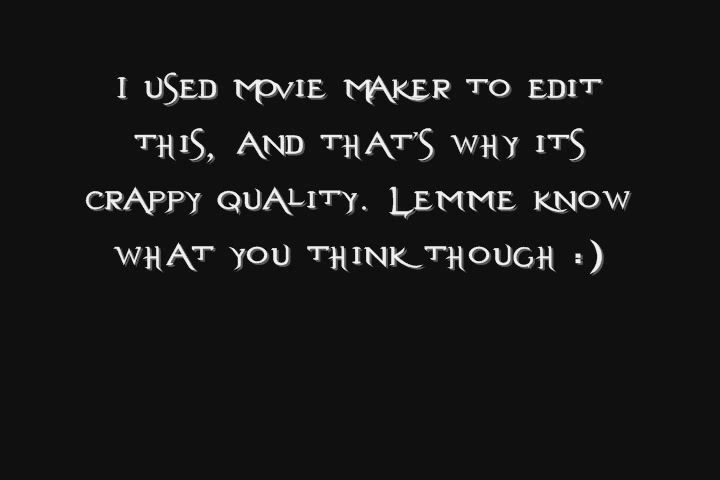 I used movie maker to edit
this, and that's why its
crappy quality. Lemme know
what you think though :)